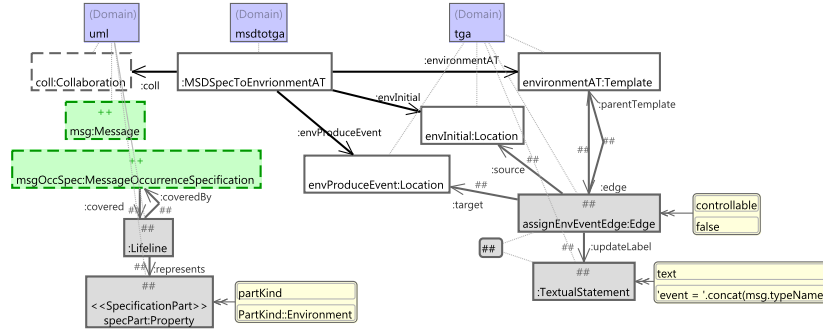 (Domain)
uml
(Domain)
msdtotga
(Domain)
tga
coll:Collaboration
:coll
:MSDSpecToEnvrionmentAT
:environmentAT
environmentAT:Template
:envInitial
:parentTemplate
++
msg:Message
:envProduceEvent
envInitial:Location
##
##
++
msgOccSpec:MessageOccurrenceSpecification
:source
##
envProduceEvent:Location
##
:edge
:covered
:coveredBy
##
##
:target
##
assignEnvEventEdge:Edge
controllable
false
##
:Lifeline
##
##
:updateLabel
##
:represents
##
<<SpecificationPart>>
specPart:Property
partKind
PartKind::Environment
##
:TextualStatement
text
'event = '.concat(msg.typeName